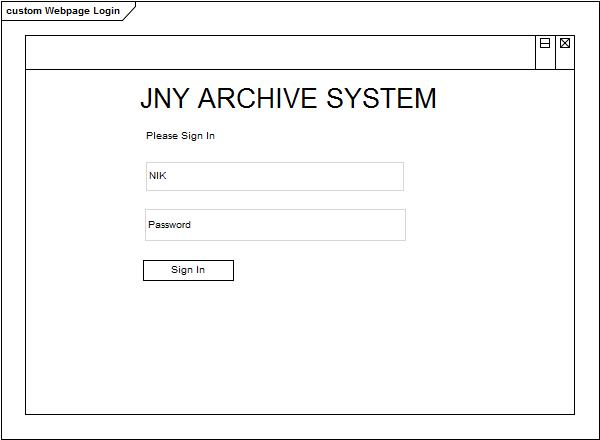 custom Webpage Login
JNY ARCHIVE SYSTEM
Please Sign In
NIK
Password
Sign In